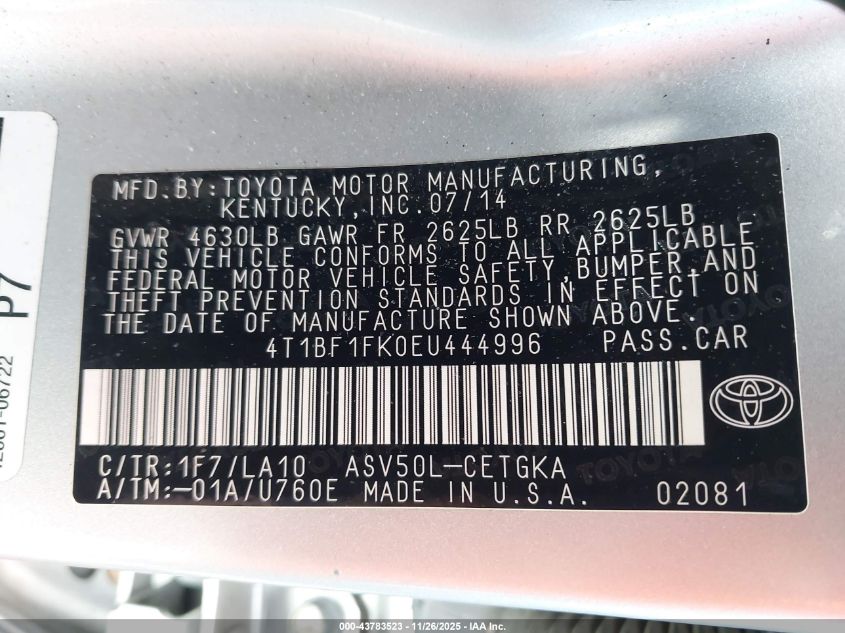 MFD. BY: TOYOTA MOTOR MANUFACTURING,
KENTUCKY, INC. 07/14
GVWR 4630LB GAWR FR 2625LB RR 2625LB
THIS VEHICLE CONFORMS TO ALL APPLICABLE
FEDERAL MOTOR VEHICLE SAFETY, BUMPER, AND
THEFT PREVENTION STANDARDS IN EFFECT ON
THE DATE OF MANUFACTURE SHOWN ABOVE.
4T1BF1FK0EU444996 PASS.CAR
C/TR:1F7/LA10 ASV50L-CETGKA
A/TM:-01A/U760E MADE IN U.S.A. 02081
P7
06722
000-43783523 - 11/26/2025 - IAA Inc.